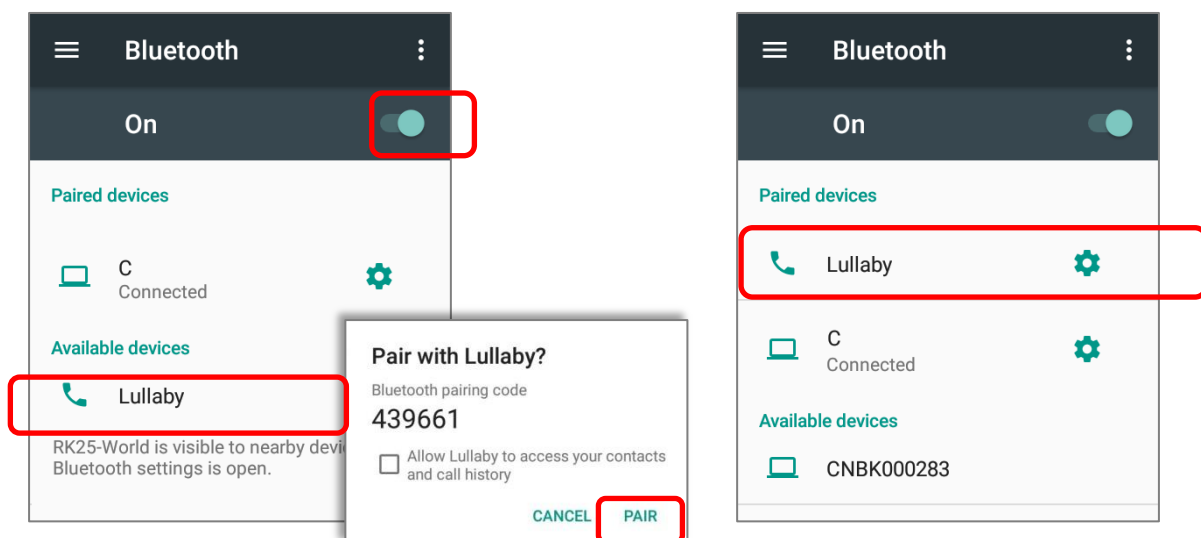 Bluetooth
On
Paired devices
C
Connected
Available devices
Lullaby
RK25-World is visible to nearby devi
Bluetooth settings is open.
Pair with Lullaby?
Bluetooth pairing code
439661
Allow Lullaby to access your contacts
and call history
CANCEL PAIR
Bluetooth
On
Paired devices
Lullaby
C
Connected
Available devices
CNBK000283